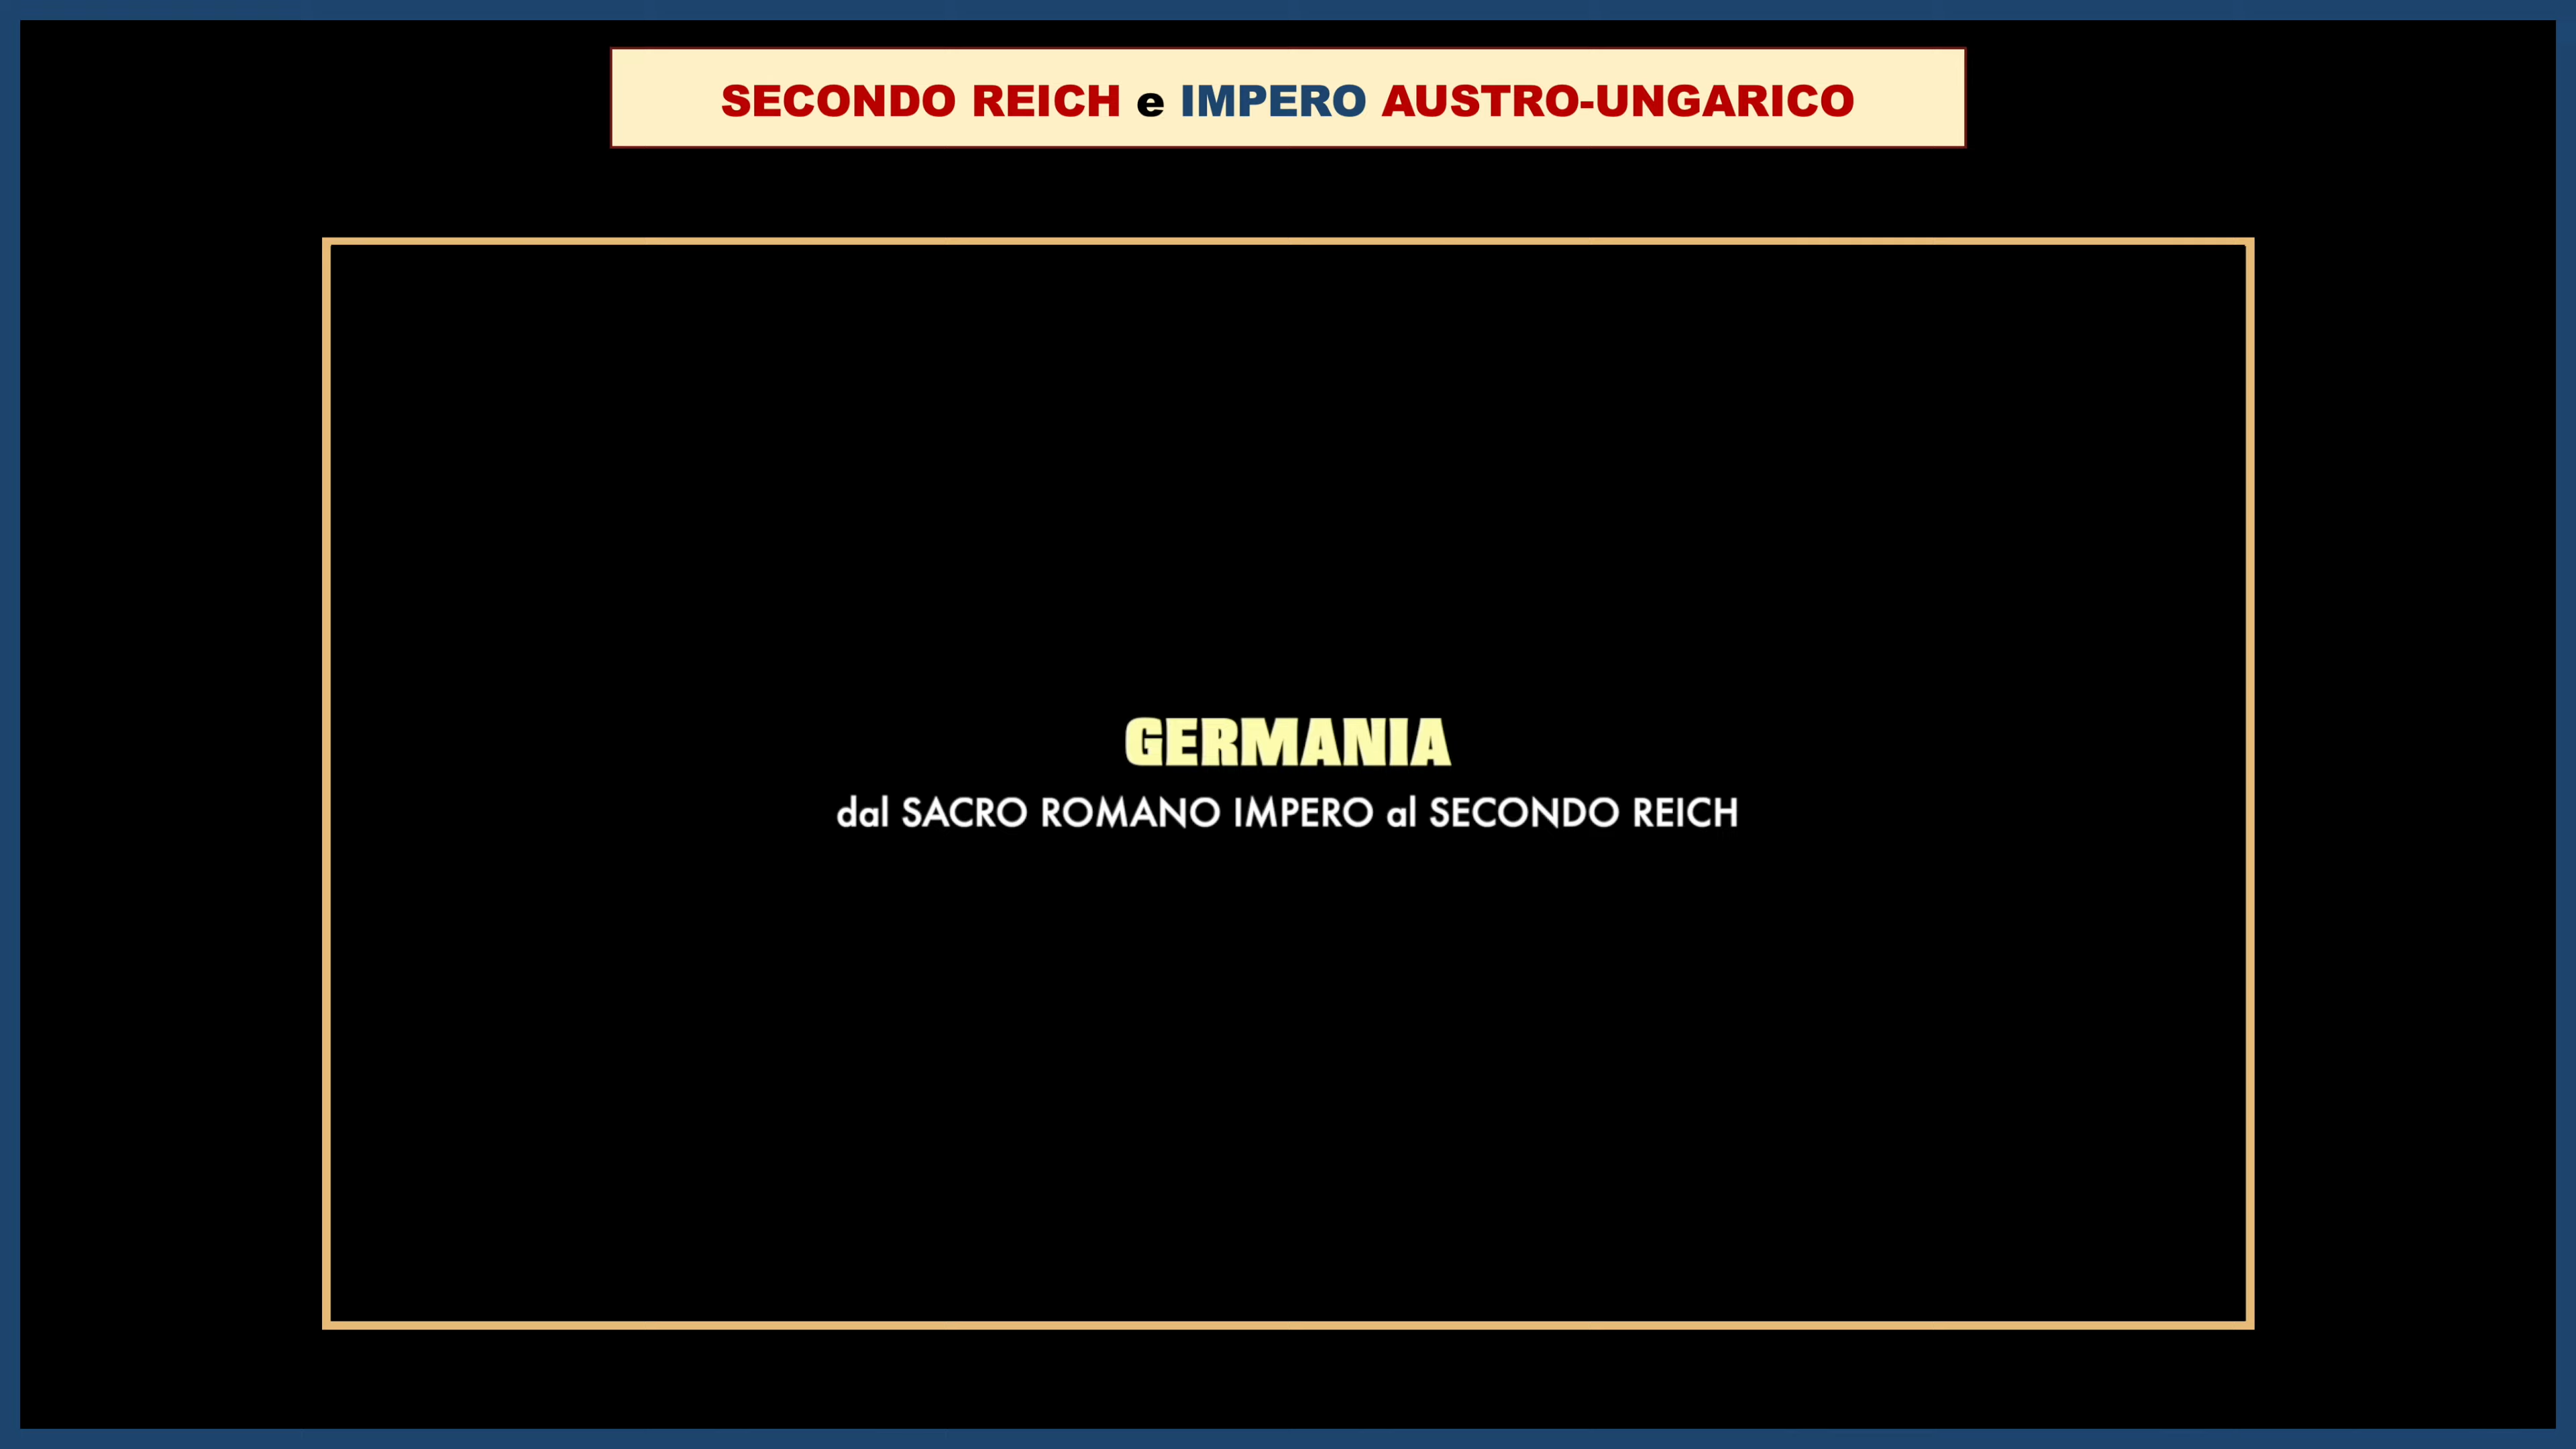 SECONDO REICH e IMPERO AUSTRO-UNGARICO
GERMANIA
dal SACRO ROMANO IMPERO al SECONDO REICH